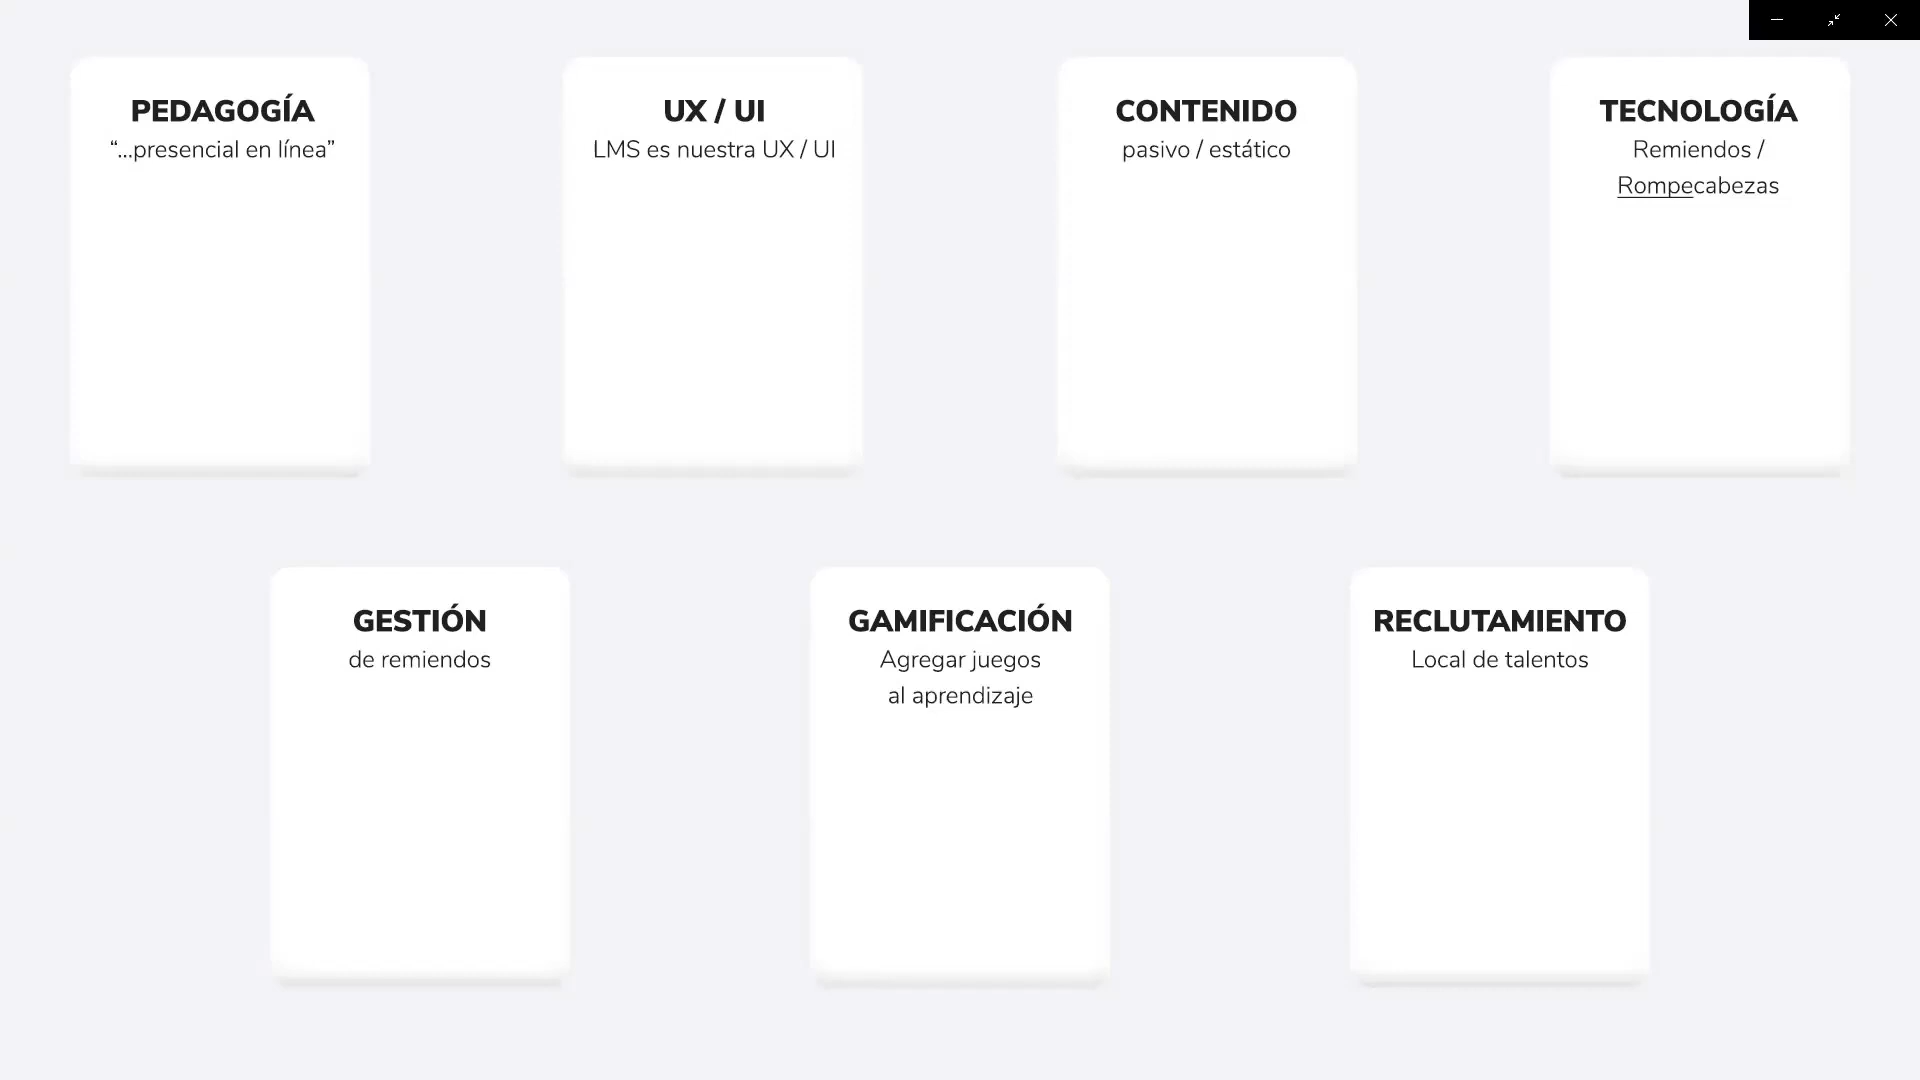 PEDAGOGÍA
“...presencial en línea”
UX / UI
LMS es nuestra UX / UI
CONTENIDO
pasivo / estático
TECNOLOGÍA
Remiendos /
Rompecabezas
GESTIÓN
de remiendos
GAMIFICACIÓN
Agregar juegos
al aprendizaje
RECLUTAMIENTO
Local de talentos